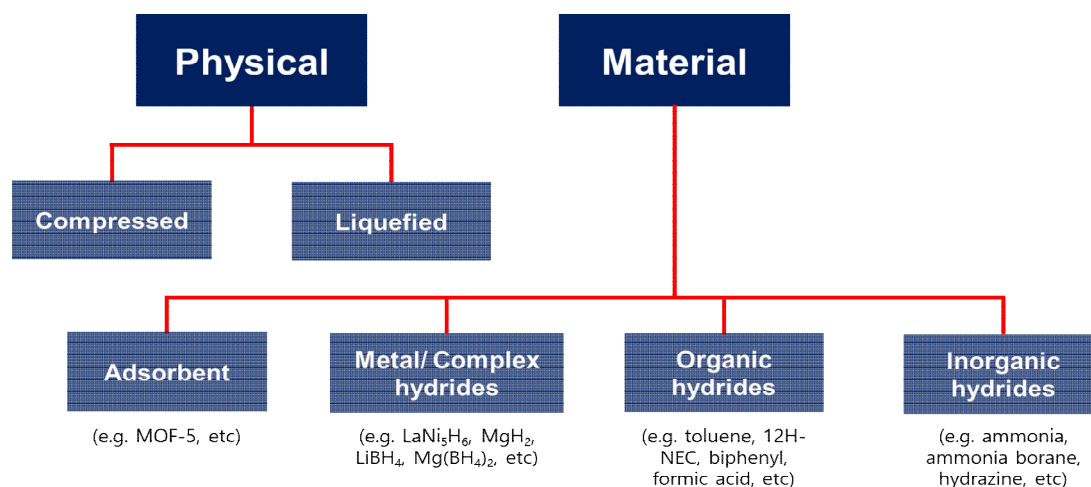 Physical
Material
Compressed
Liquefied
Adsorbent
Metal/ Complex
hydrides
Organic
hydrides
Inorganic
hydrides
(e.g. MOF-5, etc)
(e.g. LaNi₅H₆, MgH₂,
LiBH₄, Mg(BH₄)₂, etc)
(e.g. toluene, 12H-
NEC, biphenyl,
formic acid, etc)
(e.g. ammonia,
ammonia borane,
hydrazine, etc)